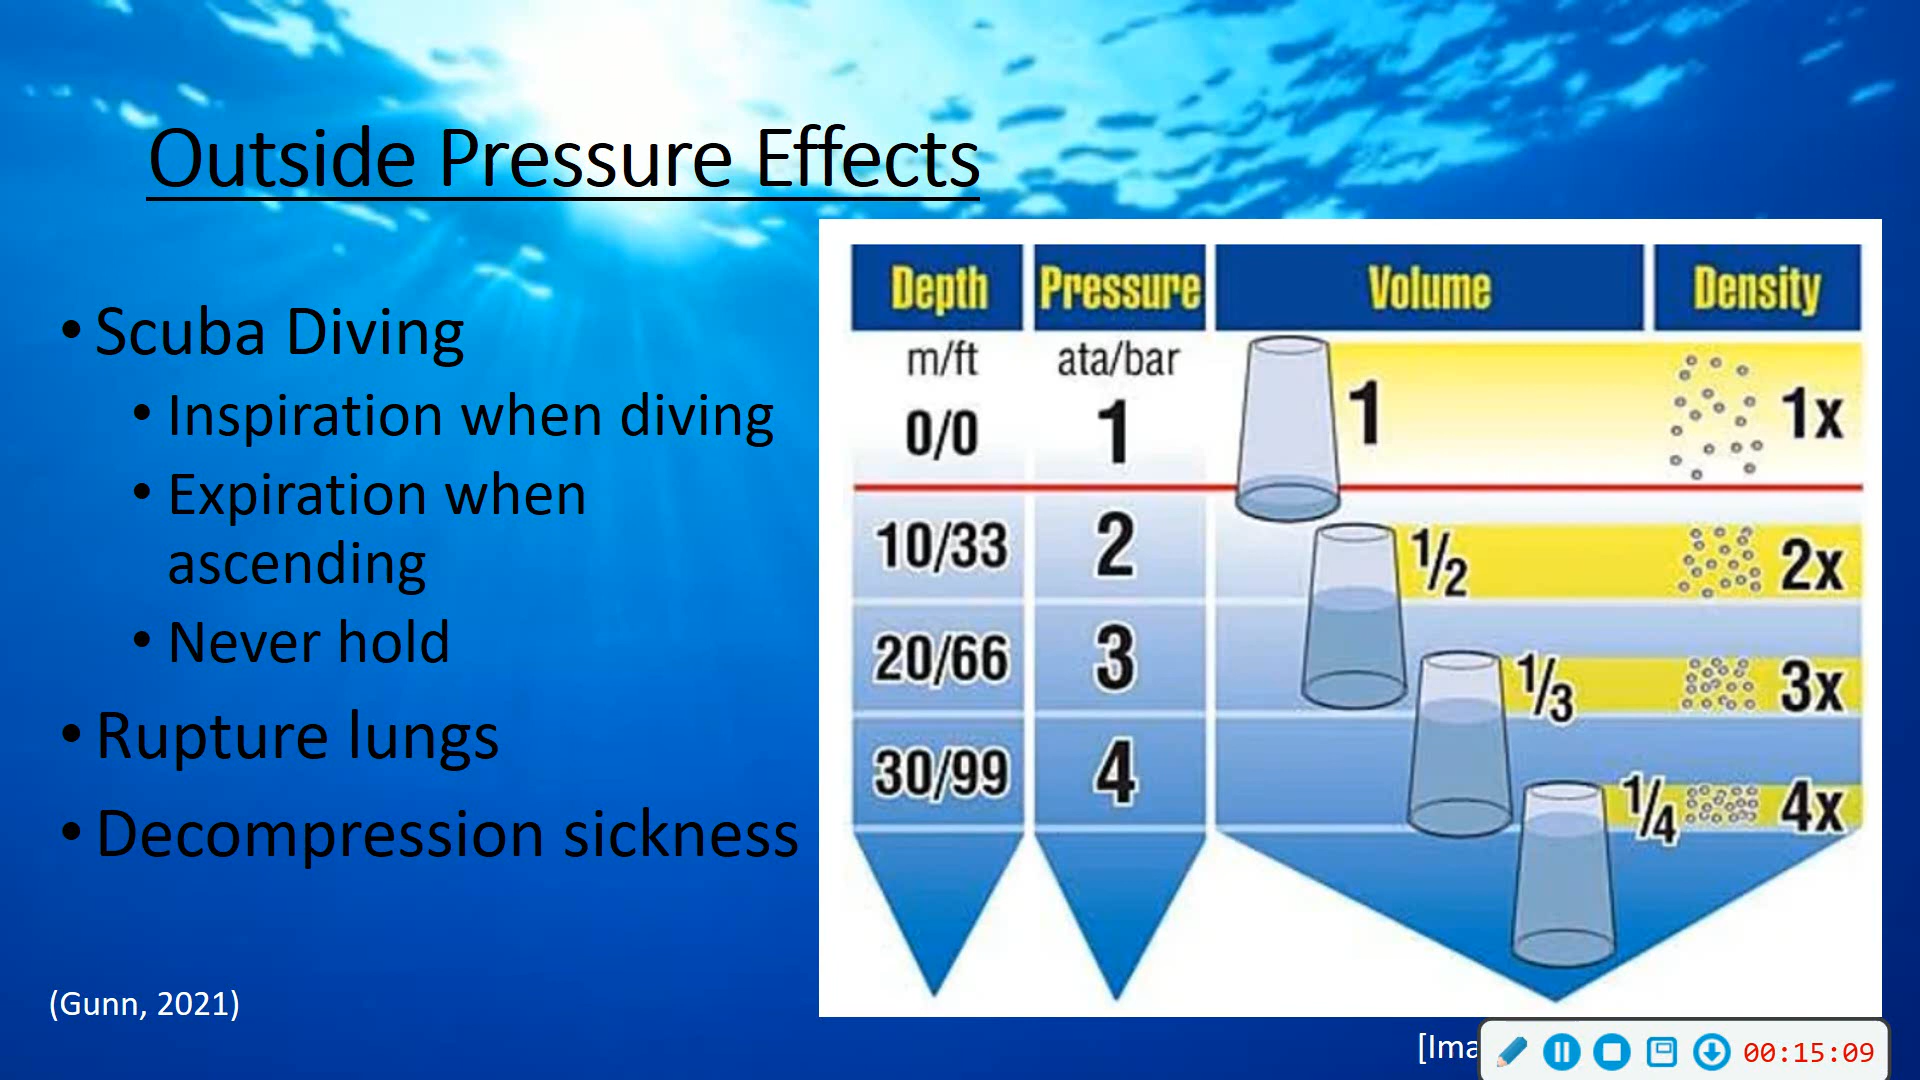 Outside Pressure Effects
• Scuba Diving
• Inspiration when diving
• Expiration when
ascending
• Never hold
• Rupture lungs
• Decompression sickness
(Gunn, 2021)
Depth Pressure Volume Density
m/ft ata/bar
0/0 1 1 1x
10/33 2 1/2 2x
20/66 3 1/3 3x
30/99 4 1/4 4x
[Ima
00:15:09